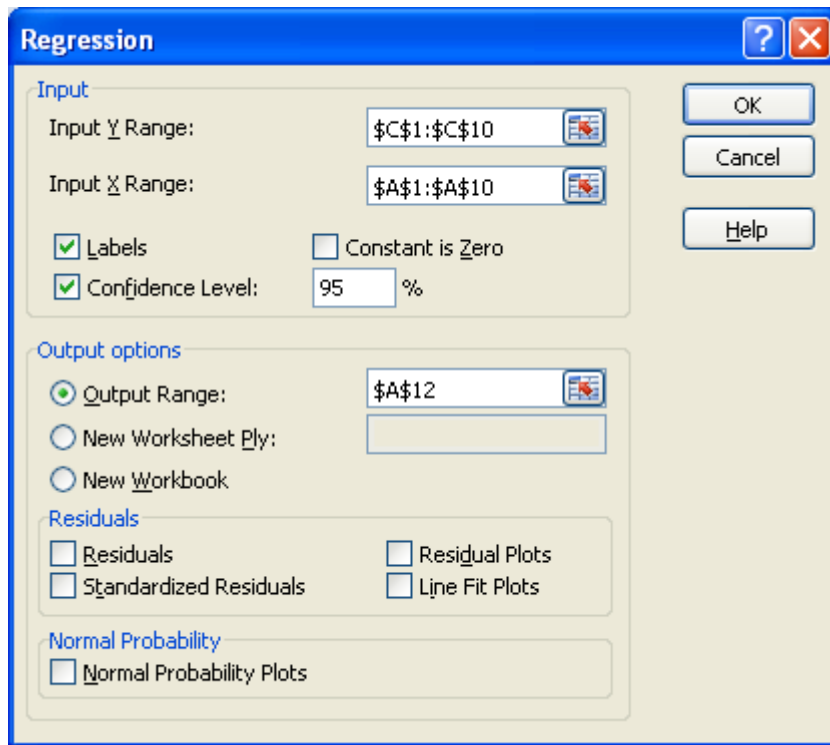 Regression
Input
Input Y Range: $C$1:$C$10
Input X Range: $A$1:$A$10
Labels Constant is Zero
Confidence Level: 95 %
Output options
Output Range: $A$12
New Worksheet Ply:
New Workbook
Residuals
Residuals Residual Plots
Standardized Residuals Line Fit Plots
Normal Probability
Normal Probability Plots
OK
Cancel
Help